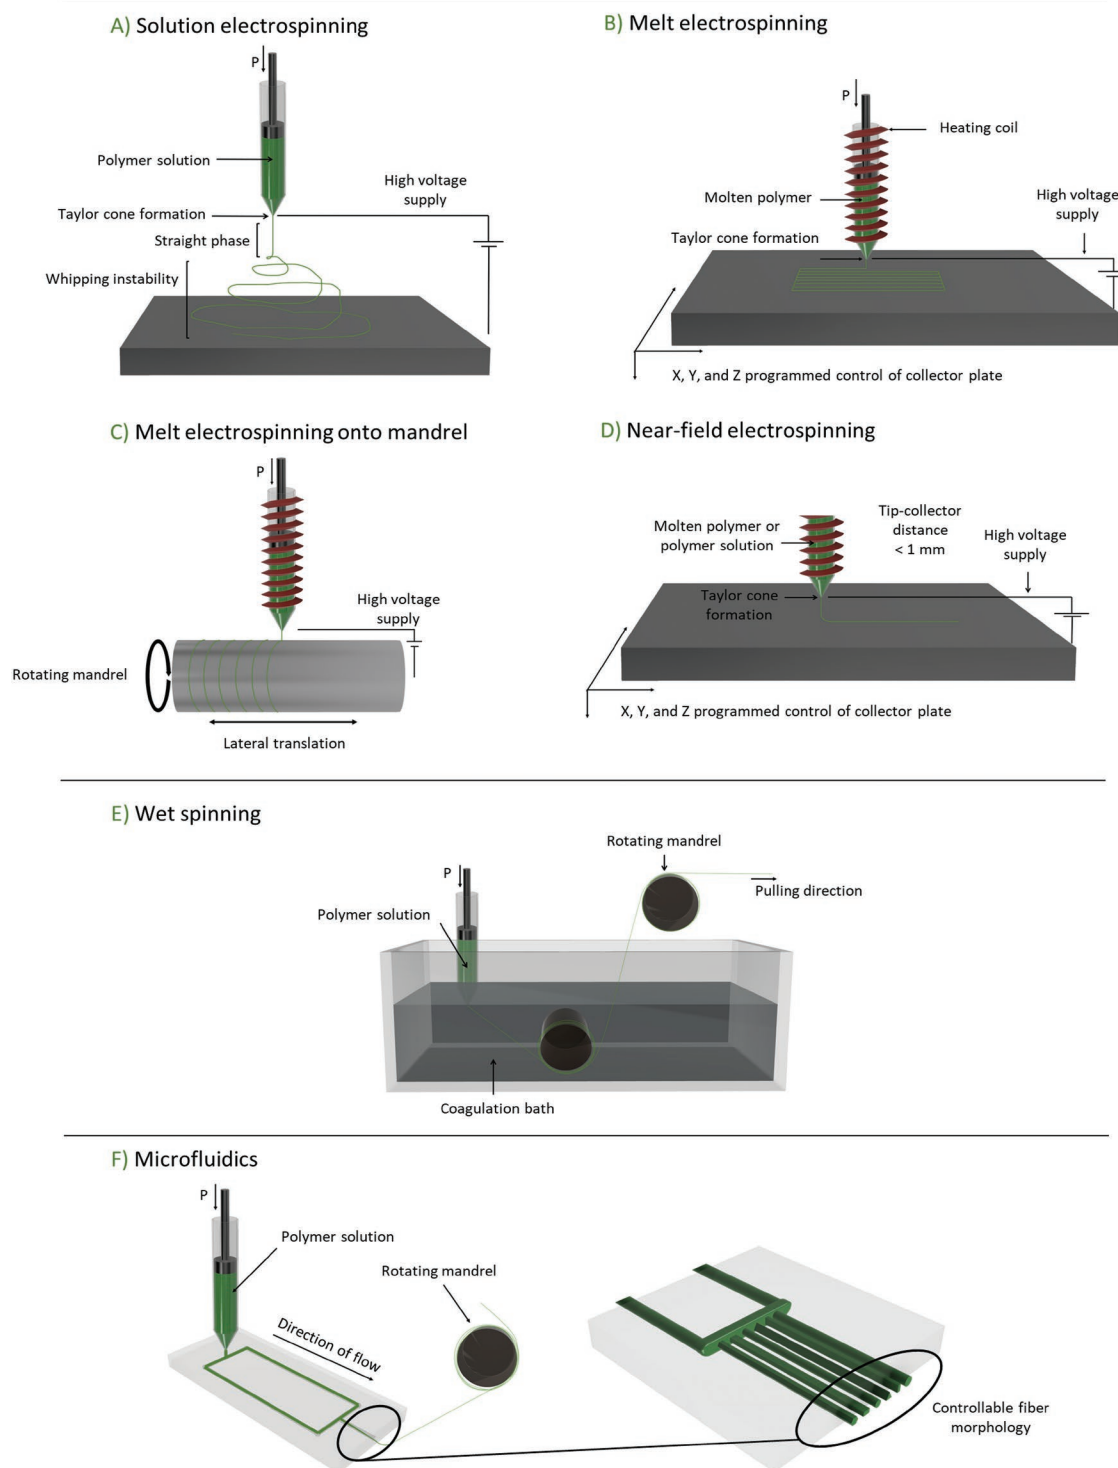 A) Solution electrospinning
P
Polymer solution
High voltage
supply
Taylor cone formation
Straight phase
Whipping instability
B) Melt electrospinning
P
Heating coil
Molten polymer
High voltage
supply
Taylor cone formation
X, Y, and Z programmed control of collector plate
C) Melt electrospinning onto mandrel
P
High voltage
supply
Rotating mandrel
Lateral translation
D) Near-field electrospinning
Tip-collector
distance
< 1 mm
Molten polymer or
polymer solution
High voltage
supply
Taylor cone
formation
X, Y, and Z programmed control of collector plate
E) Wet spinning
Rotating mandrel
P
Pulling direction
Polymer solution
Coagulation bath
F) Microfluidics
P
Polymer solution
Rotating mandrel
Direction of flow
Controllable fiber
morphology